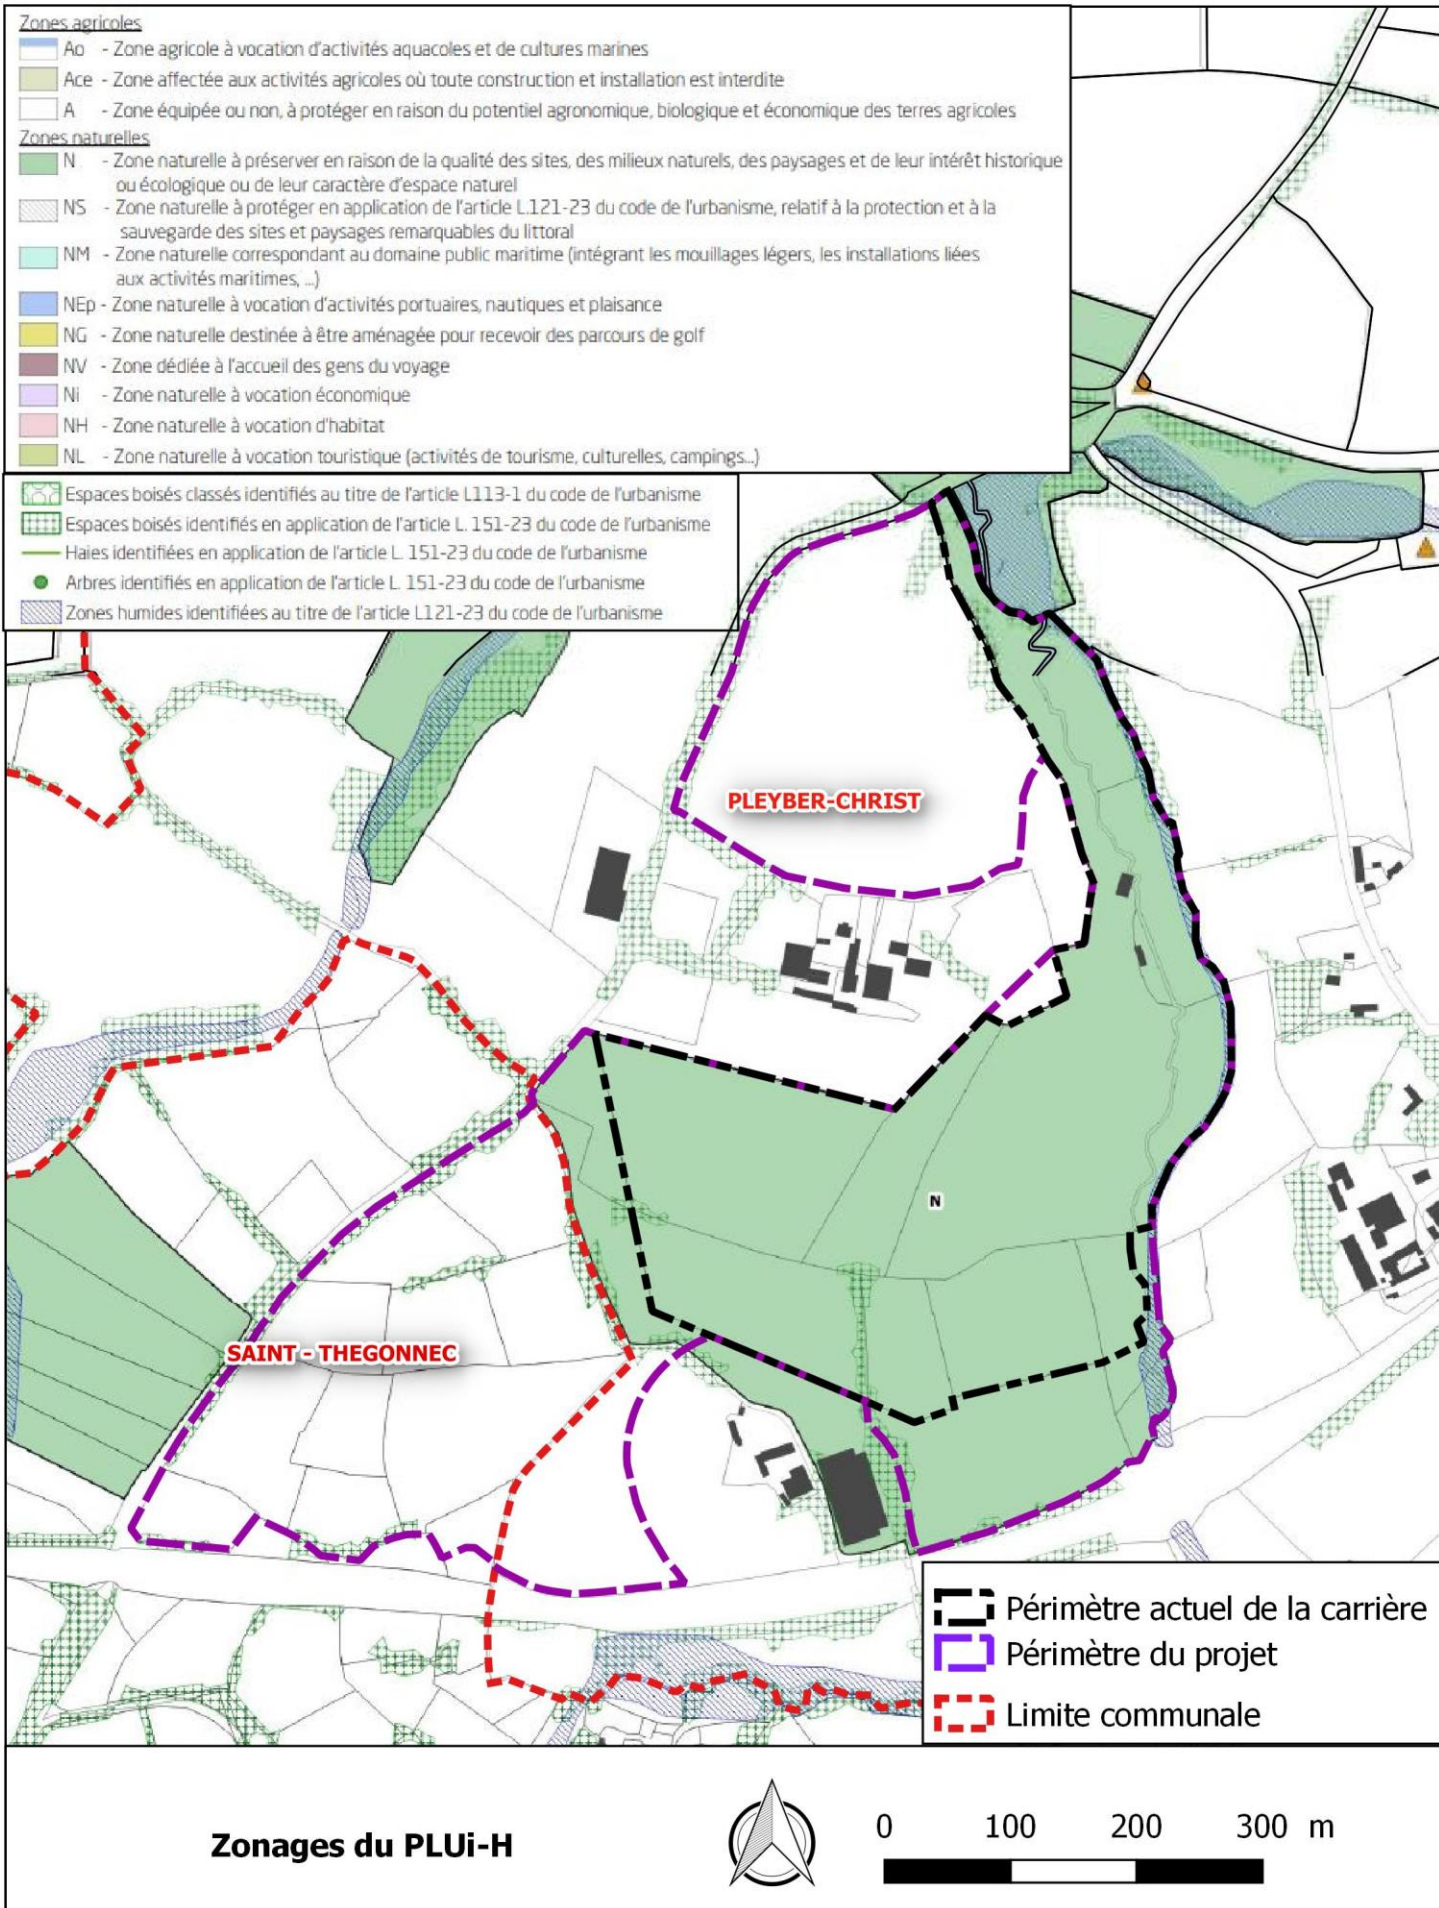 Zones agricoles
Ao - Zone agricole à vocation d'activités aquacoles et de cultures marines
Ace - Zone affectée aux activités agricoles où toute construction et installation est interdite
A - Zone équipée ou non, à protéger en raison du potentiel agronomique, biologique et économique des terres agricoles
Zones naturelles
N - Zone naturelle à préserver en raison de la qualité des sites, des milieux naturels, des paysages et de leur intérêt historique
ou écologique ou de leur caractère d'espace naturel
NS - Zone naturelle à protéger en application de l'article L.121-23 du code de l'urbanisme, relatif à la protection et à la
sauvegarde des sites et paysages remarquables du littoral
NM - Zone naturelle correspondant au domaine public maritime (intégrant les mouillages légers, les installations liées
aux activités maritimes, ...)
NEp - Zone naturelle à vocation d'activités portuaires, nautiques et plaisance
NG - Zone naturelle destinée à être aménagée pour recevoir des parcours de golf
NV - Zone dédiée à l'accueil des gens du voyage
Ni - Zone naturelle à vocation économique
NH - Zone naturelle à vocation d'habitat
NL - Zone naturelle à vocation touristique (activités de tourisme, culturelles, campings...)
Espaces boisés classés identifiés au titre de l'article L113-1 du code de l'urbanisme
Espaces boisés identifiés en application de l'article L. 151-23 du code de l'urbanisme
Haies identifiées en application de l'article L. 151-23 du code de l'urbanisme
Arbres identifiés en application de l'article L. 151-23 du code de l'urbanisme
Zones humides identifiées au titre de l'article L121-23 du code de l'urbanisme
PLEYBER-CHRIST
N
SAINT - THEGONNEC
Périmètre actuel de la carrière
Périmètre du projet
Limite communale
Zonages du PLUi-H
0 100 200 300 m